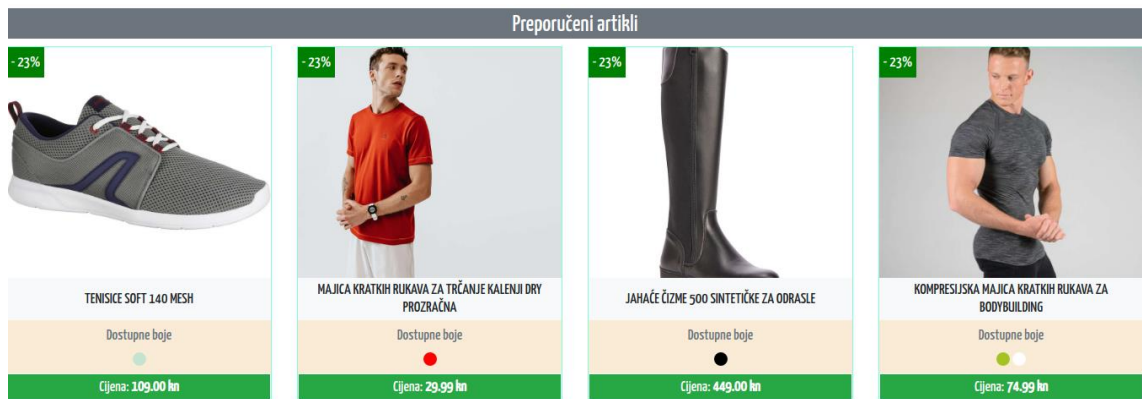 Preporučeni artikli
- 23%
TENISICE SOFT 140 MESH
Dostupne boje
Cijena: 109.00 kn
- 23%
MAJICA KRATKIH RUKAVA ZA TRČANJE KALENJI DRY
PROZRAČNA
Dostupne boje
Cijena: 29.99 kn
- 23%
JAHAĆE ČIZME 500 SINTETIČKE ZA ODRASLE
Dostupne boje
Cijena: 449.00 kn
- 23%
KOMPRESIJSKA MAJICA KRATKIH RUKAVA ZA
BODYBUILDING
Dostupne boje
Cijena: 74.99 kn